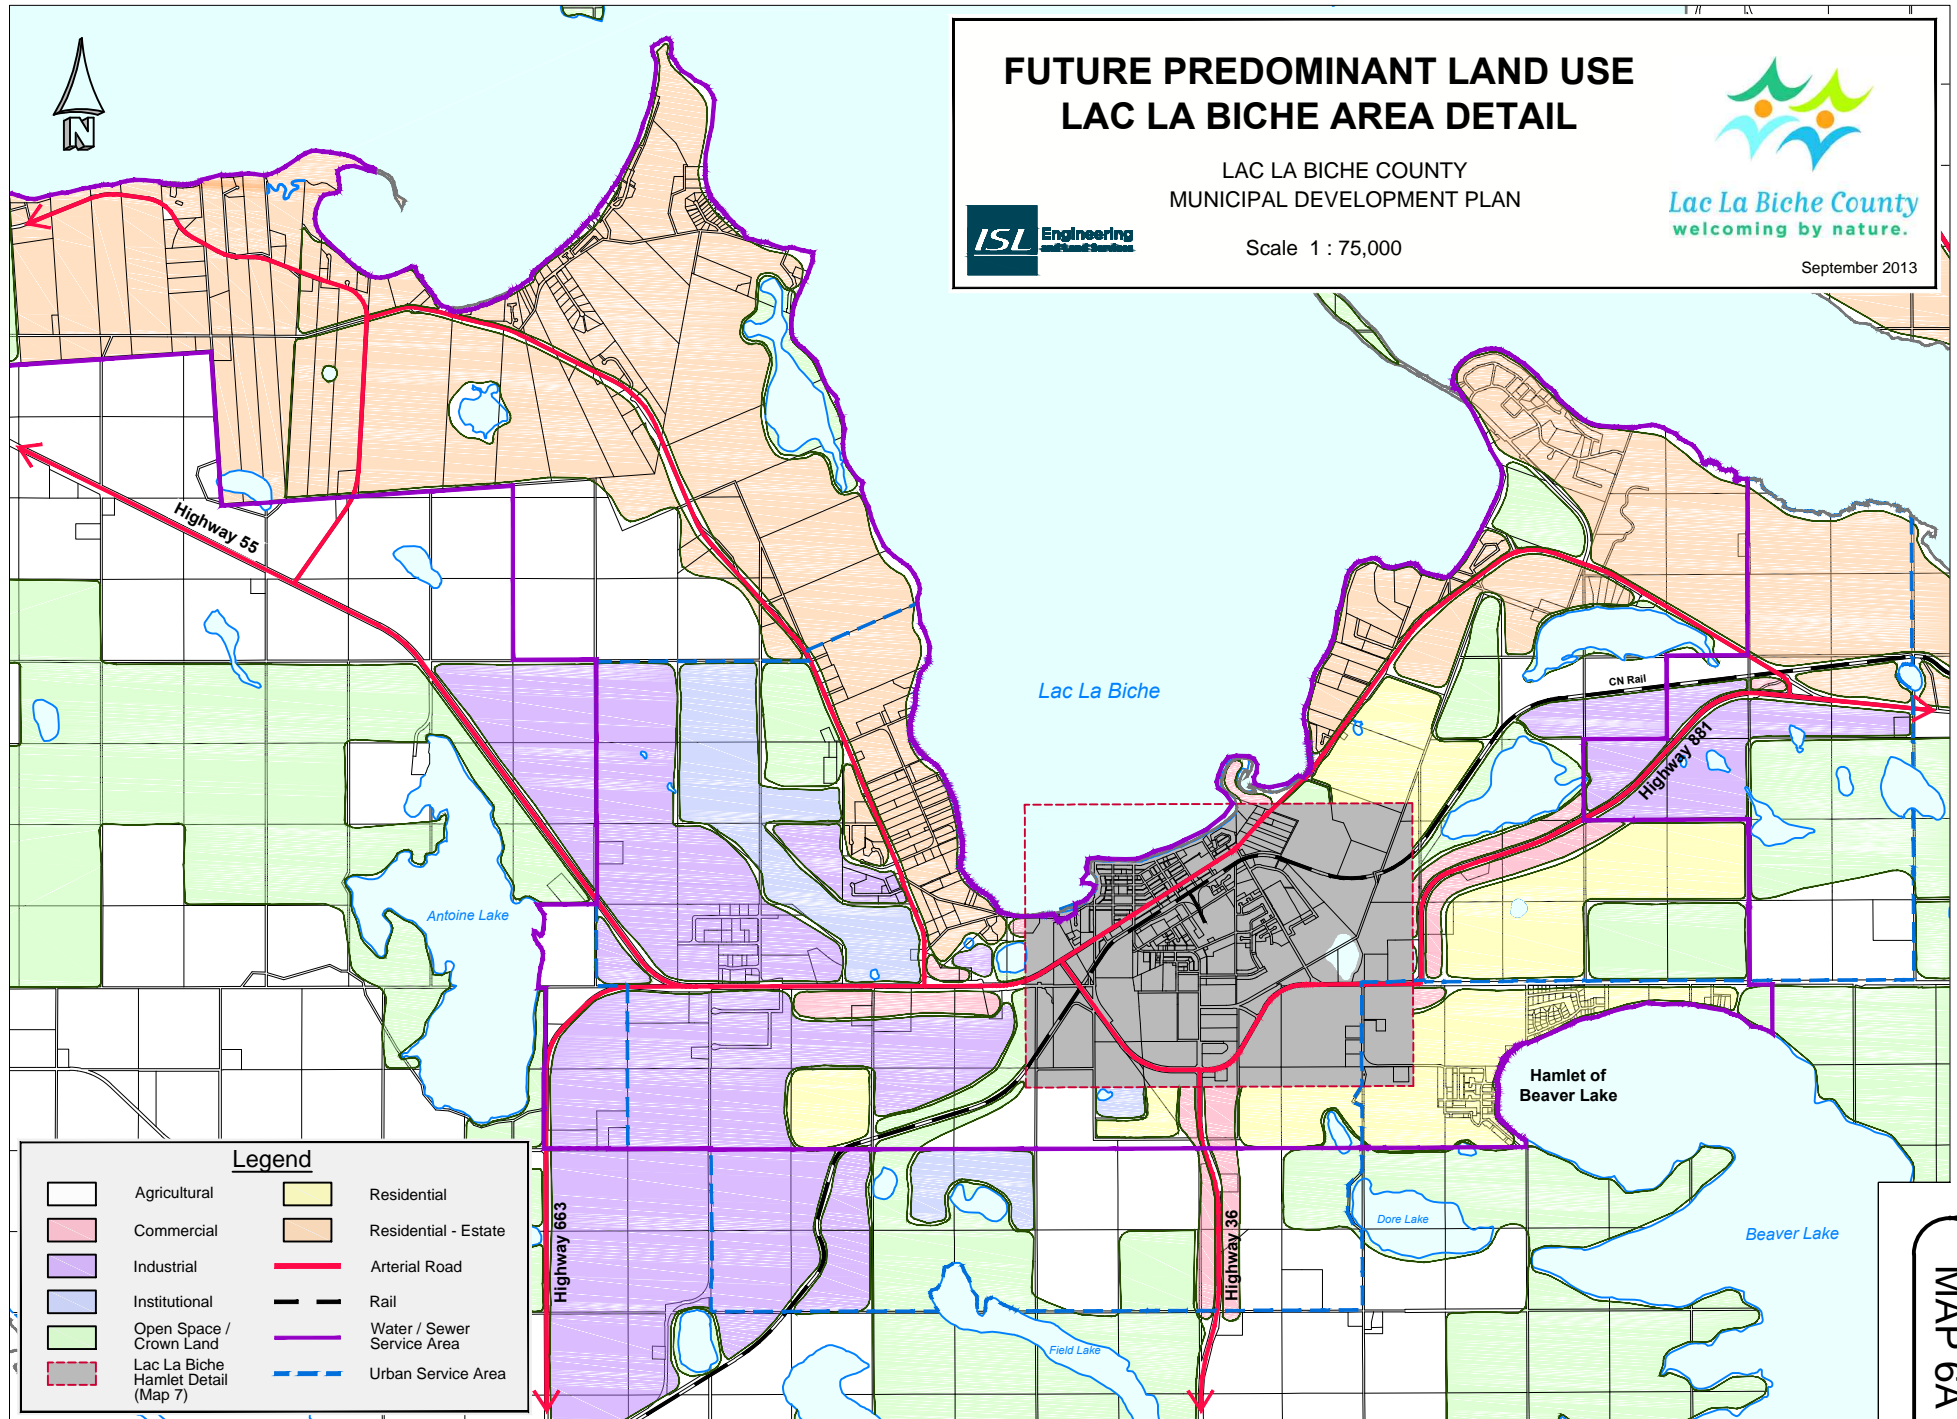 FUTURE PREDOMINANT LAND USE
LAC LA BICHE AREA DETAIL
LAC LA BICHE COUNTY
MUNICIPAL DEVELOPMENT PLAN
Scale 1 : 75,000
ISL Engineering
and Land Services
Lac La Biche County
welcoming by nature.
September 2013
N
Highway 55
Lac La Biche
CN Rail
Highway 881
Antoine Lake
Hamlet of
Beaver Lake
Highway 663
Highway 36
Dore Lake
Beaver Lake
Field Lake
Legend
Agricultural
Commercial
Industrial
Institutional
Open Space /
Crown Land
Lac La Biche
Hamlet Detail
(Map 7)
Residential
Residential - Estate
Arterial Road
Rail
Water / Sewer
Service Area
Urban Service Area
MAP 6A